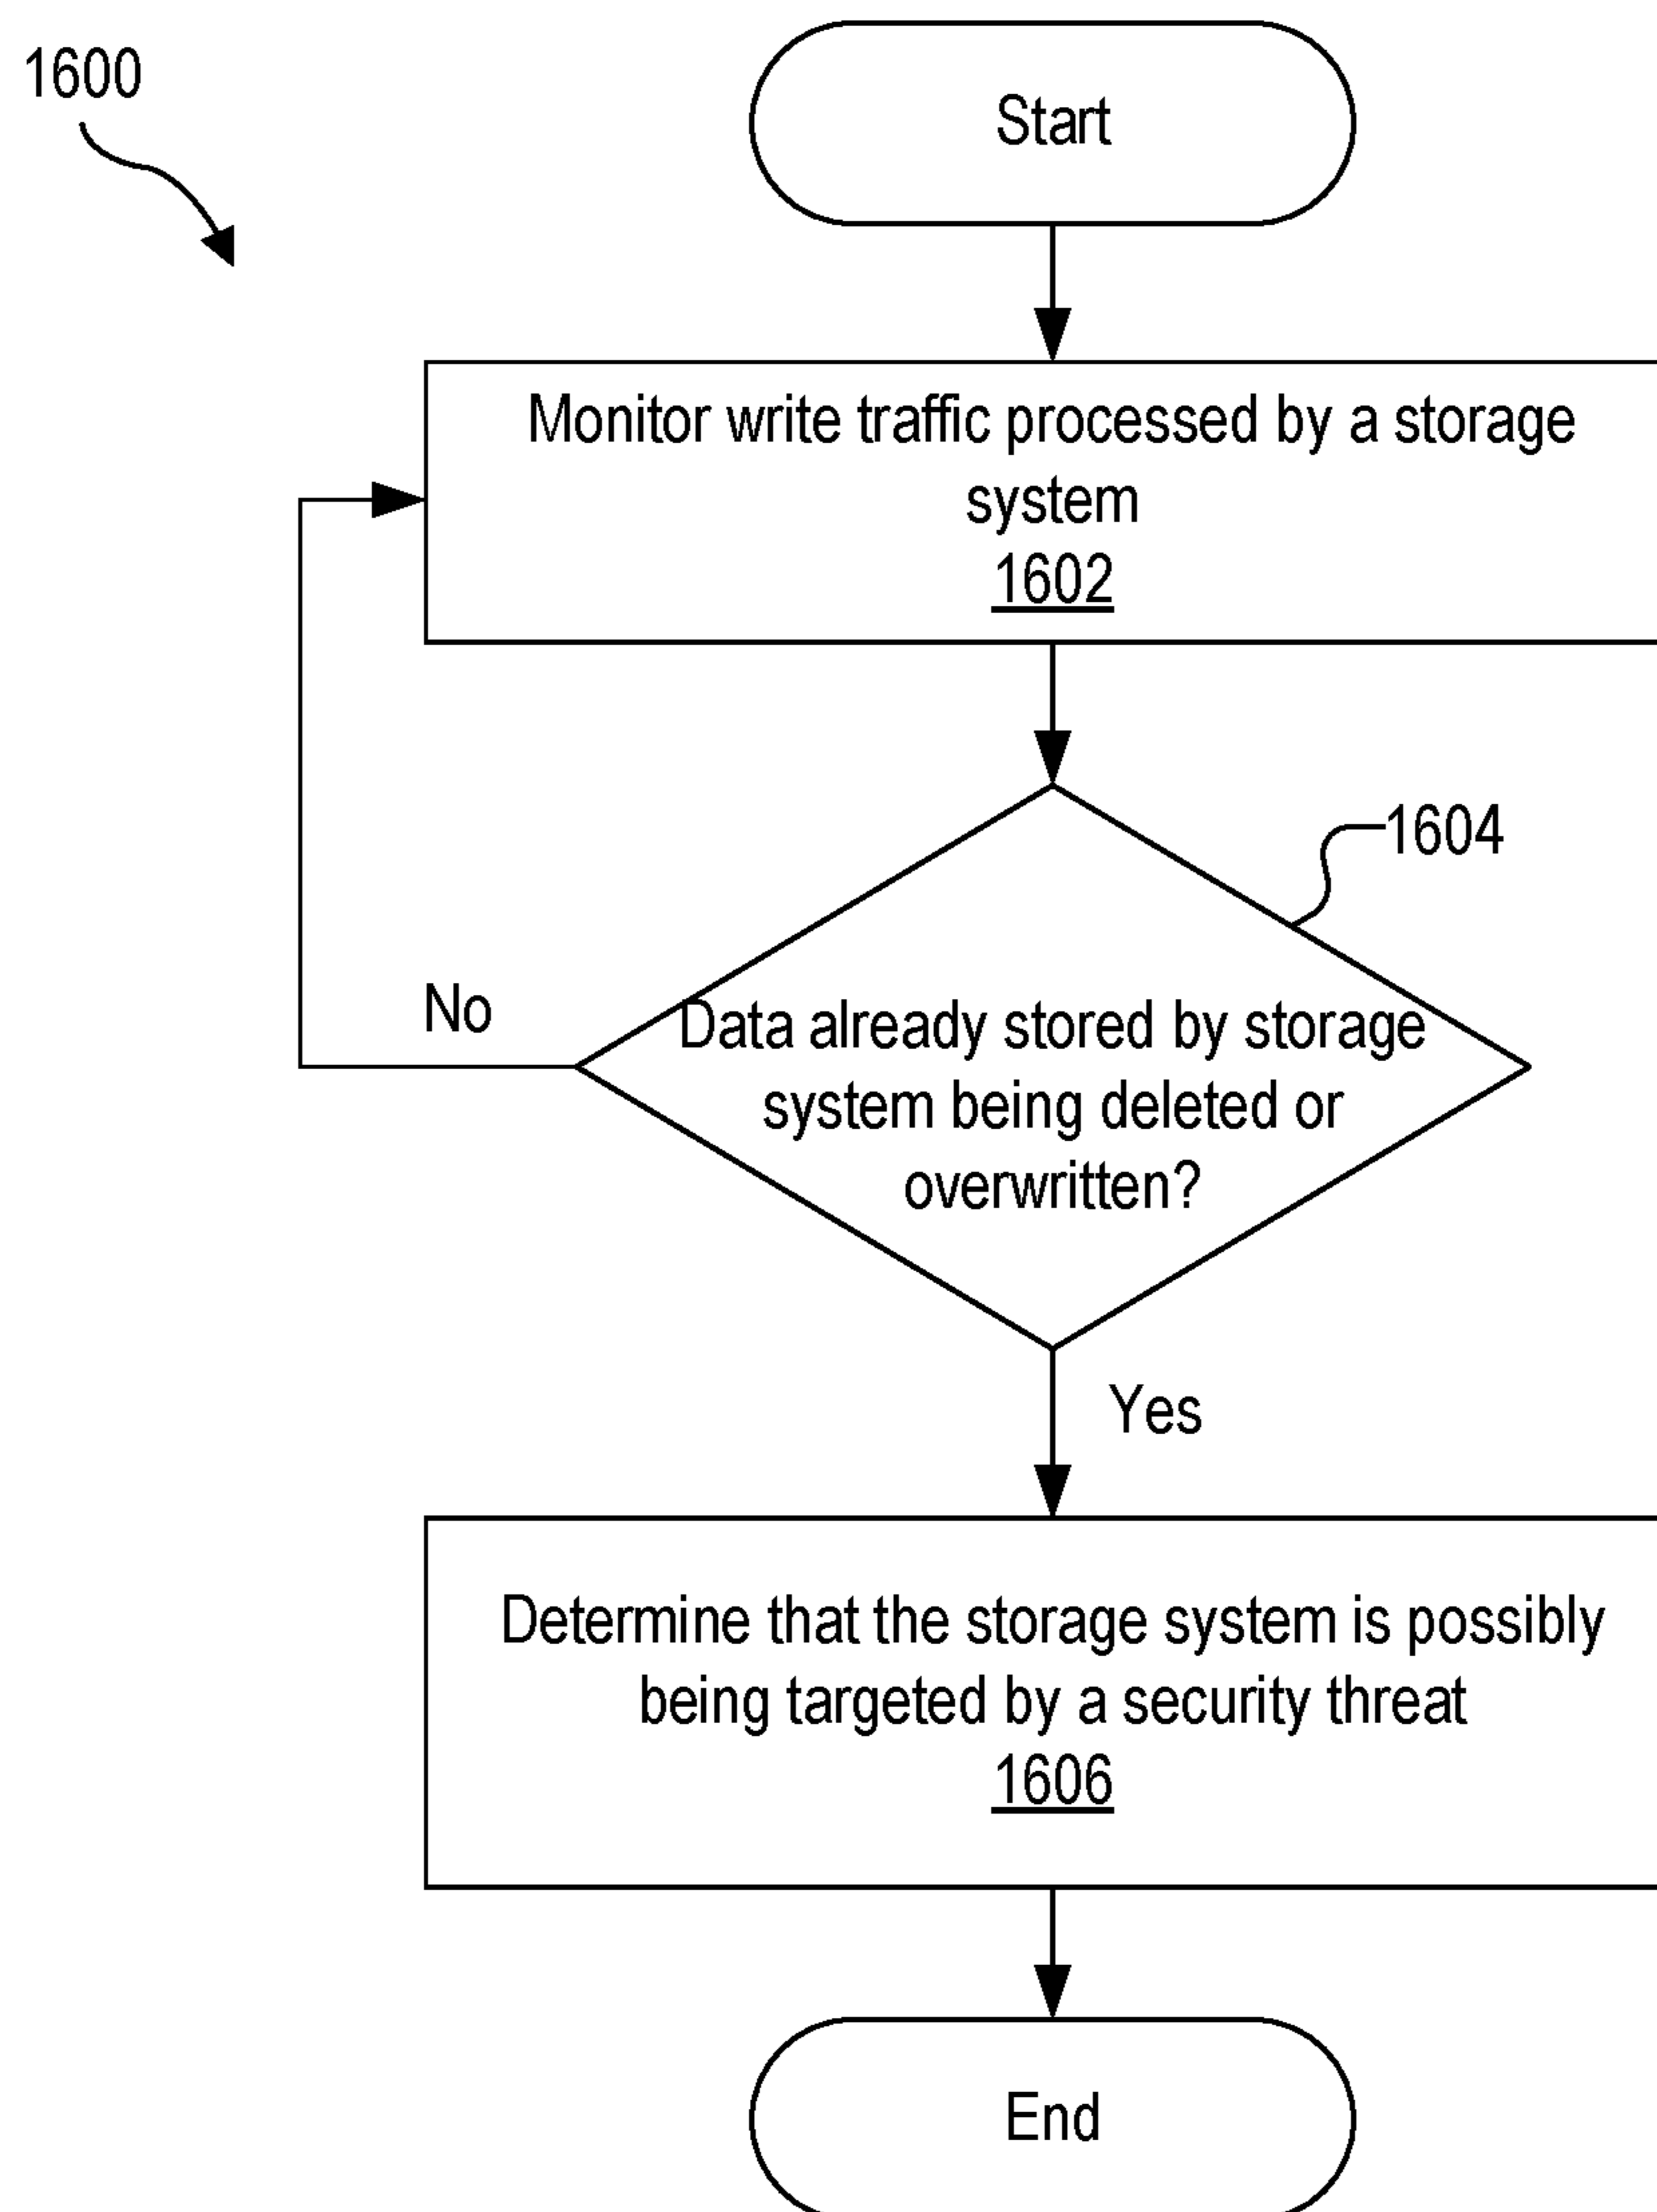 1600
Start
Monitor write traffic processed by a storage
system
1602
1604
No
Data already stored by storage
system being deleted or
overwritten?
Yes
Determine that the storage system is possibly
being targeted by a security threat
1606
End